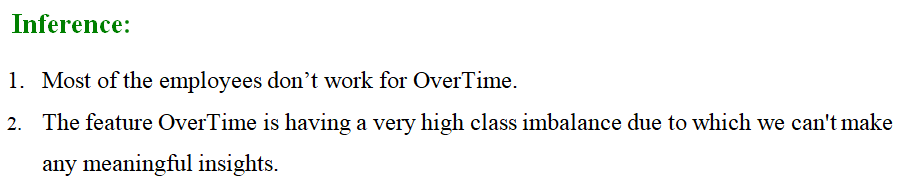 Inference:
1. Most of the employees don’t work for OverTime.
2. The feature OverTime is having a very high class imbalance due to which we can't make
any meaningful insights.